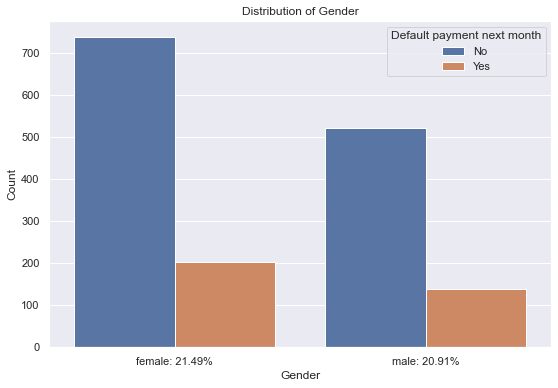 Distribution of Gender
Default payment next month
No
Yes
700
600
500
400
300
200
100
0
Count
female: 21.49%
male: 20.91%
Gender